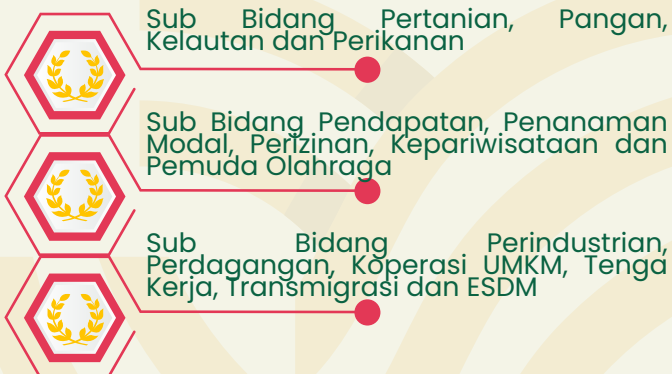 Sub Bidang Pertanian, Pangan,
Kelautan dan Perikanan
Sub Bidang Pendapatan, Penanaman
Modal, Perizinan, Kepariwisataan dan
Pemuda Olahraga
Sub Bidang Perindustrian,
Perdagangan, Koperasi UMKM, Tenga
Kerja, Transmigrasi dan ESDM